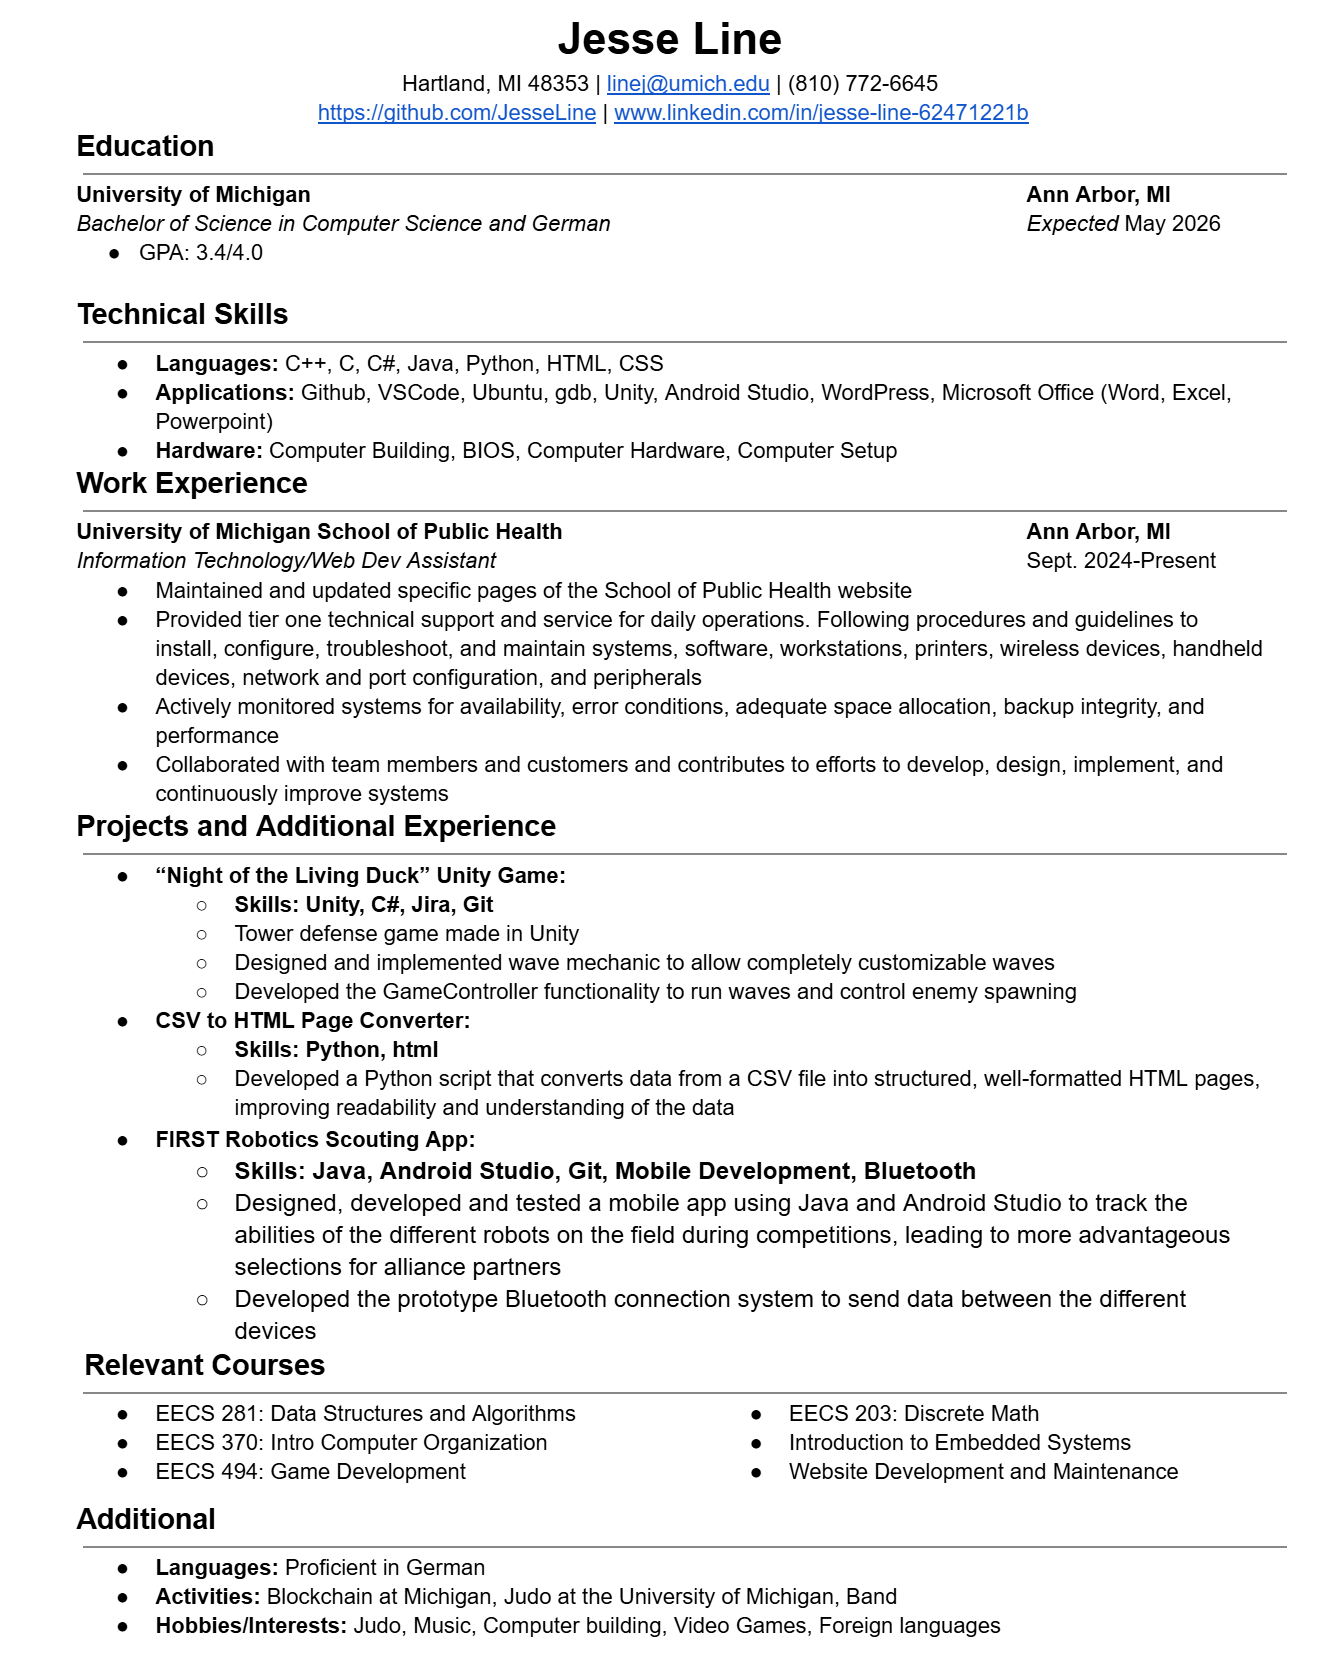 Jesse Line
Hartland, MI 48353 | linej@umich.edu | (810) 772-6645
https://github.com/JesseLine | www.linkedin.com/in/jesse-line-62471221b
Education
University of Michigan Ann Arbor, MI
Bachelor of Science in Computer Science and German Expected May 2026
● GPA: 3.4/4.0
Technical Skills
● Languages: C++, C, C#, Java, Python, HTML, CSS
● Applications: Github, VSCode, Ubuntu, gdb, Unity, Android Studio, WordPress, Microsoft Office (Word, Excel,
Powerpoint)
● Hardware: Computer Building, BIOS, Computer Hardware, Computer Setup
Work Experience
University of Michigan School of Public Health Ann Arbor, MI
Information Technology/Web Dev Assistant Sept. 2024-Present
● Maintained and updated specific pages of the School of Public Health website
● Provided tier one technical support and service for daily operations. Following procedures and guidelines to
install, configure, troubleshoot, and maintain systems, software, workstations, printers, wireless devices, handheld
devices, network and port configuration, and peripherals
● Actively monitored systems for availability, error conditions, adequate space allocation, backup integrity, and
performance
● Collaborated with team members and customers and contributes to efforts to develop, design, implement, and
continuously improve systems
Projects and Additional Experience
● “Night of the Living Duck” Unity Game:
○ Skills: Unity, C#, Jira, Git
○ Tower defense game made in Unity
○ Designed and implemented wave mechanic to allow completely customizable waves
○ Developed the GameController functionality to run waves and control enemy spawning
● CSV to HTML Page Converter:
○ Skills: Python, html
○ Developed a Python script that converts data from a CSV file into structured, well-formatted HTML pages,
improving readability and understanding of the data
● FIRST Robotics Scouting App:
○ Skills: Java, Android Studio, Git, Mobile Development, Bluetooth
○ Designed, developed and tested a mobile app using Java and Android Studio to track the
abilities of the different robots on the field during competitions, leading to more advantageous
selections for alliance partners
○ Developed the prototype Bluetooth connection system to send data between the different
devices
Relevant Courses
● EECS 281: Data Structures and Algorithms ● EECS 203: Discrete Math
● EECS 370: Intro Computer Organization ● Introduction to Embedded Systems
● EECS 494: Game Development ● Website Development and Maintenance
Additional
● Languages: Proficient in German
● Activities: Blockchain at Michigan, Judo at the University of Michigan, Band
● Hobbies/Interests: Judo, Music, Computer building, Video Games, Foreign languages